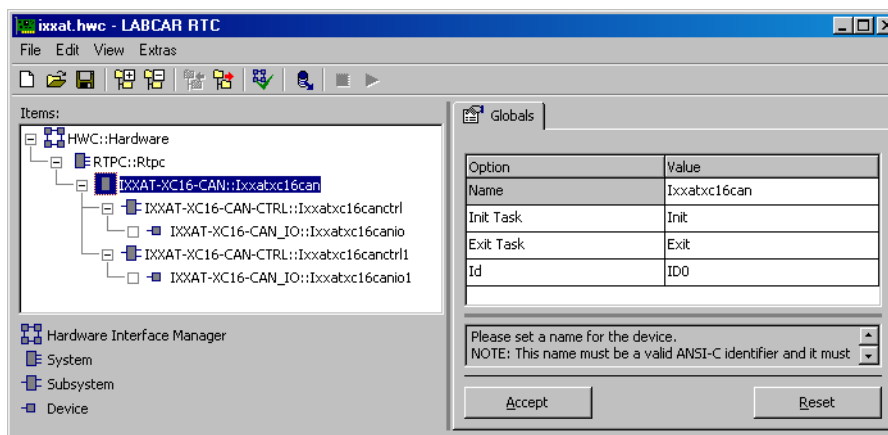 ixxat.hwc - LABCAR RTC
File Edit View Extras
Items:
HWC::Hardware
RTPC::Rtpc
IXXAT-XC16-CAN::Ixxatxc16can
IXXAT-XC16-CAN-CTRL::Ixxatxc16canctrl
IXXAT-XC16-CAN_IO::Ixxatxc16canio
IXXAT-XC16-CAN-CTRL::Ixxatxc16canctrl1
IXXAT-XC16-CAN_IO::Ixxatxc16canio1
Hardware Interface Manager
System
Subsystem
Device
Globals
Option Value
Name Ixxatxc16can
Init Task Init
Exit Task Exit
Id ID0
Please set a name for the device.
NOTE: This name must be a valid ANSI-C identifier and it must
Accept Reset